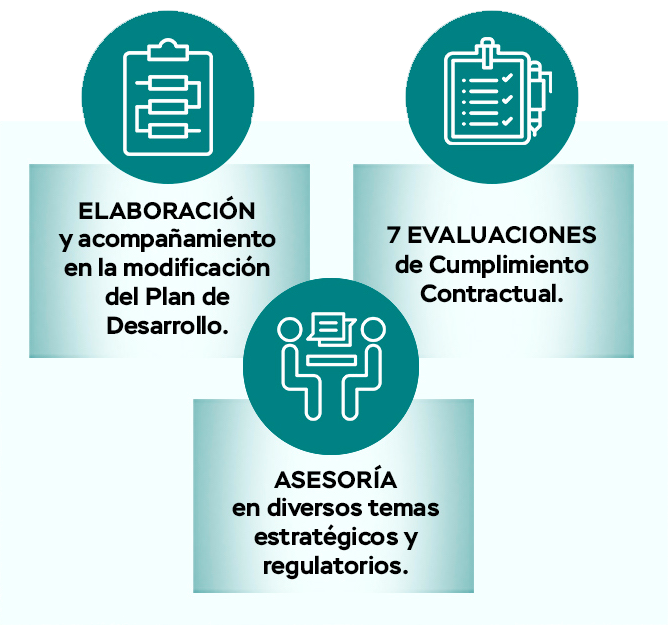 ELABORACIÓN
y acompañamiento
en la modificación
del Plan de
Desarrollo.
7 EVALUACIONES
de Cumplimiento
Contractual.
ASESORÍA
en diversos temas
estratégicos y
regulatorios.